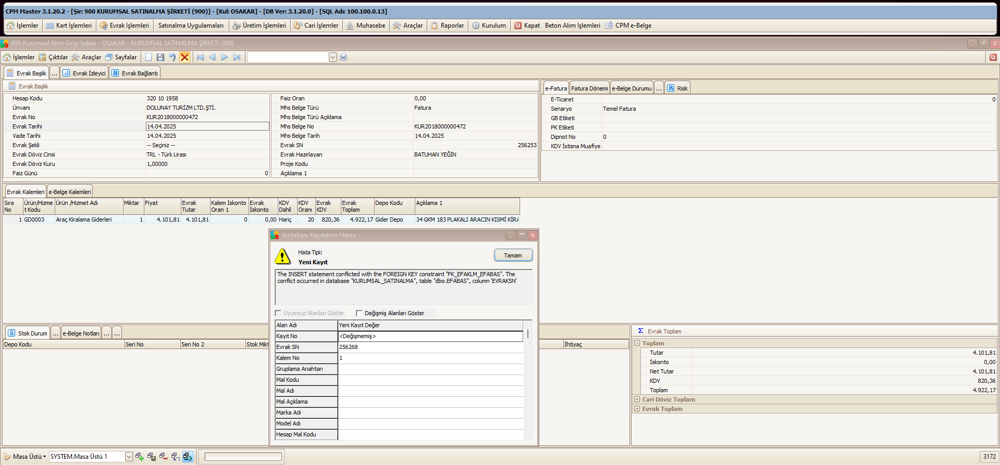 CPM Master 3.1.20.2 - [Şir: 900 KURUMSAL SATINALMA ŞİRKETİ (900)] - [Kul: OSAKAR] - [DB Ver: 3.1.20.0] - [SQL Adı: 100.100.0.13]
İşlemler Kart İşlemleri Evrak İşlemleri Satınalma Uygulamaları Üretim İşlemleri Cari İşlemler Muhasebe Araçlar Raporlar Kurulum Kapat Beton Alım İşlemleri CPM e-Belge
900-Kurumsal Alım Girişi İadesi - OSAKAR - KURUMSAL SATINALMA ŞİRKETİ (900)
İşlemler Çıktılar Araçlar Sayfalar
Evrak Başlık ... J Evrak İzleyici B Evrak Bağlantı
Evrak Başlık
Hesap Kodu 320 10 1958
Ünvanı DOLUNAY TURİZM LTD.ŞTİ.
Evrak No KUR2018000000472
Evrak Tarihi 14.04.2025
Vade Tarihi 14.04.2025
Evrak Şekli -- Seçiniz --
Evrak Döviz Cinsi TRL - Türk Lirası
Evrak Döviz Kuru 1,00000
Faiz Günü 0
Faiz Oran 0,00
Mhs Belge Türü Fatura
Mhs Belge Türü Açıklama
Mhs Belge No KUR2018000000472
Mhs Belge Tarih 14.04.2025
Evrak SN 256253
Evrak Hazırlayan BATUHAN YEĞİN
Proje Kodu
Açıklama 1
e-Fatura Fatura Dönemi e-Belge Durumu ... R Risk
E-Ticaret 0
Senaryo Temel Fatura
GB Etiketi
PK Etiketi
Dipnot No 0
KDV İstisna Muafiye
Evrak Kalemleri e-Belge Kalemleri
Sıra No Ürün/Hizmet Kodu Ürün /Hizmet Adı Miktar Fiyat Evrak Tutar Kalem İskonto Oran 1 Evrak İskonto KDV Dahil KDV Oranı Evrak KDV Evrak Toplam Depo Kodu Açıklama 1
1 GD0003 Araç Kiralama Giderleri 1 4.101,81 4.101,81 0 0,00 Hariç 20 820,36 4.922,17 Gider Depo 34 GKM 183 PLAKALI ARACIN KISMİ KİRA
Veritabanı Kaydetme Hatası -
Hata Tipi:
Yeni Kayıt
Tamam
The INSERT statement conflicted with the FOREIGN KEY constraint "FK_EFAKLM_EFABAS". The
conflict occurred in database "KURUMSAL_SATINALMA", table "dbo.EFABAS", column 'EVRAKSN'
Uyumsuz Alanları Göster Değişmiş Alanları Göster
Alan Adı Yeni Kayıt Değer
Kayıt No <Değişmemiş>
Evrak SN 256268
Kalem No 1
Gruplama Anahtarı
Mal Kodu
Mal Adı
Mal Açıklama
Marka Adı
Model Adı
Hesap Mal Kodu
S Stok Durum ... e-Belge Notları ... ...
Depo Kodu Seri No Seri No 2 Stok Mikt İhtiyaç
Σ Evrak Toplam
Toplam
Tutar 4.101,81
İskonto 0,00
Net Tutar 4.101,81
KDV 820,36
Toplam 4.922,17
Cari Döviz Toplam
Evrak Toplam
Masa Üstü SYSTEM.Masa Üstü 1 3172